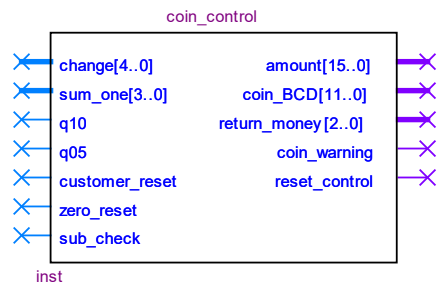 coin_control
change[4..0]
amount[15..0]
sum_one[3..0]
coin_BCD[11..0]
q10
return_money[2..0]
q05
coin_warning
customer_reset
reset_control
zero_reset
sub_check
inst